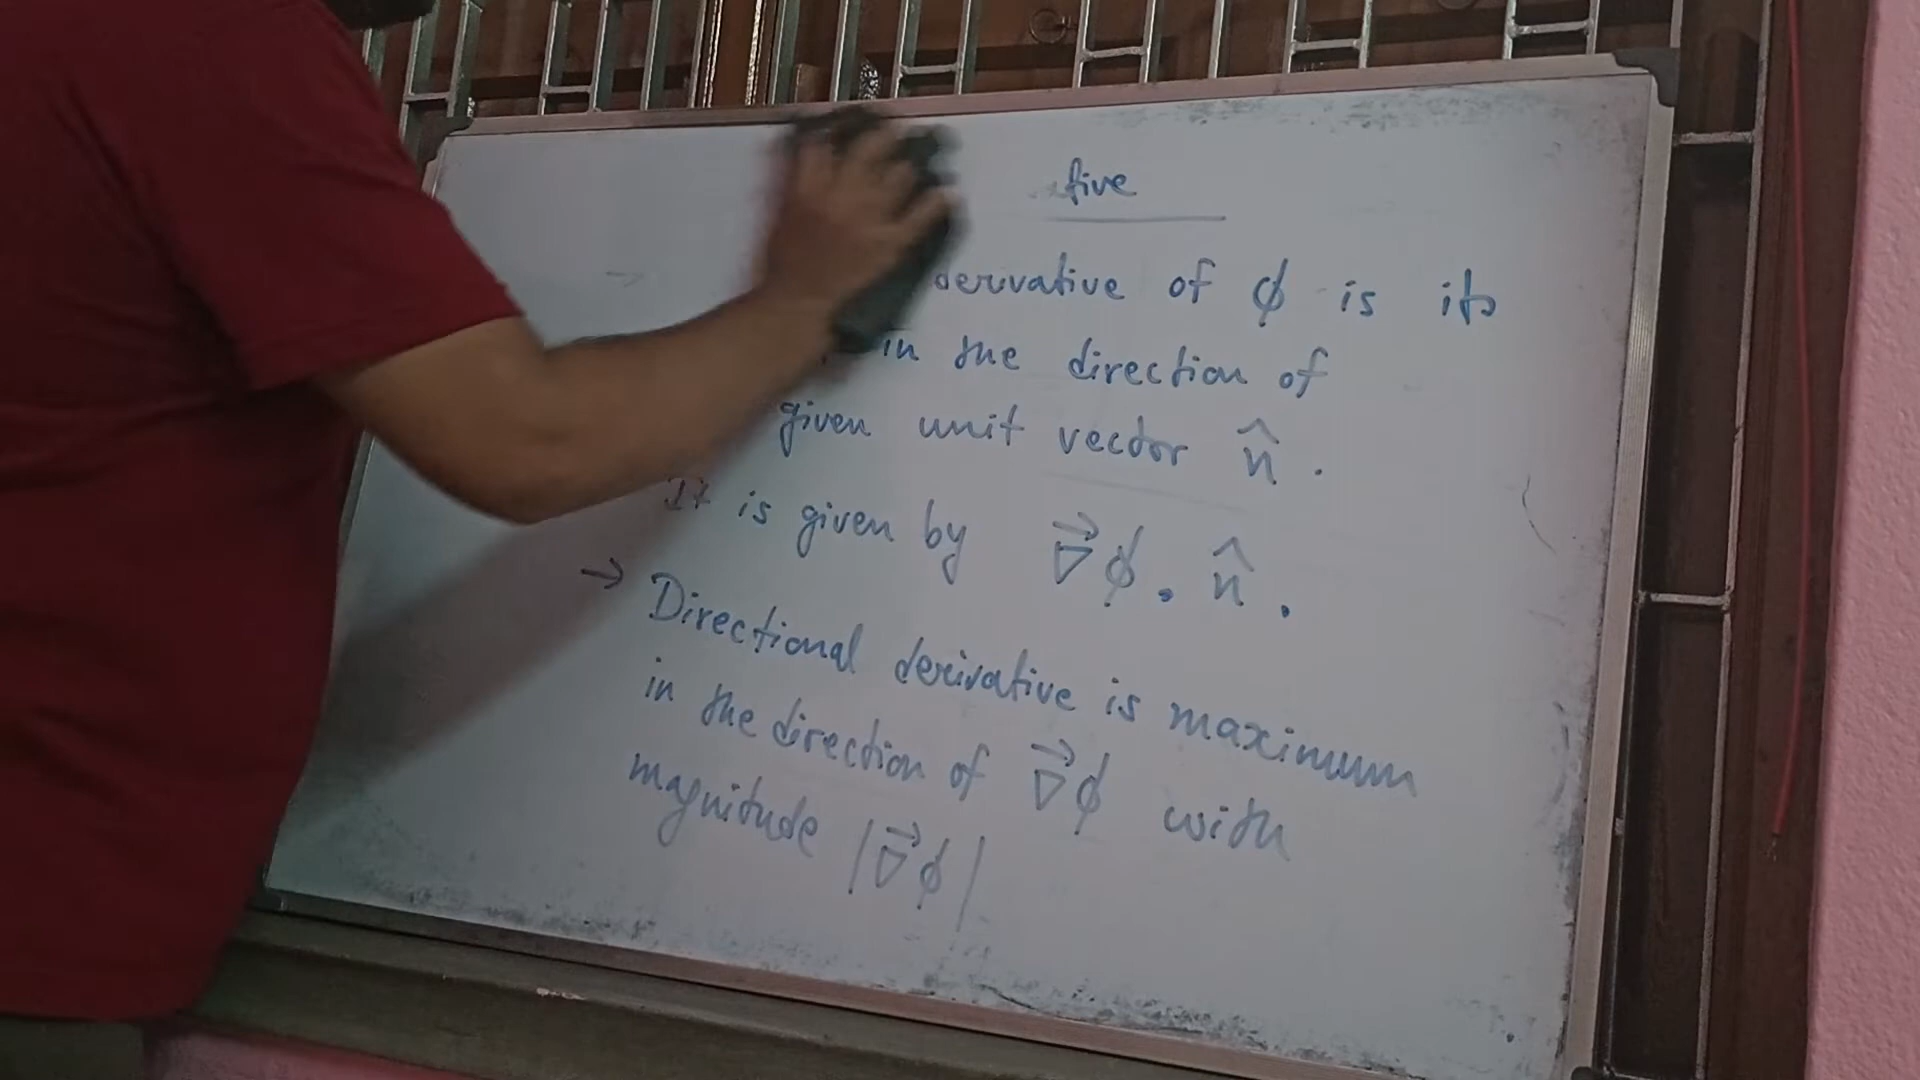 tive
derivative of ϕ is its
in the direction of
given unit vector n̂ .
It is given by ∇⃗ϕ . n̂ .
→ Directional derivative is maximum
in the direction of ∇⃗ϕ with
magnitude |∇⃗ϕ|